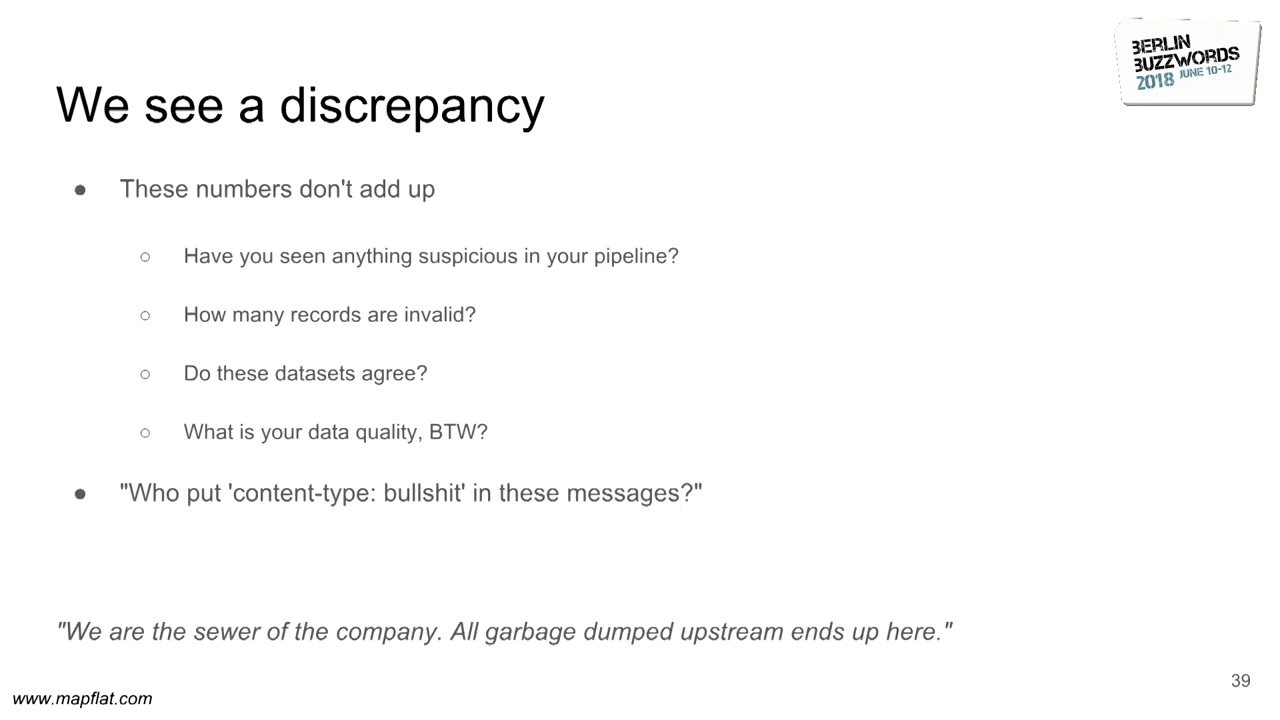 BERLIN
BUZZWORDS
2018 JUNE 10-12
We see a discrepancy
● These numbers don't add up
○ Have you seen anything suspicious in your pipeline?
○ How many records are invalid?
○ Do these datasets agree?
○ What is your data quality, BTW?
● "Who put 'content-type: bullshit' in these messages?"
"We are the sewer of the company. All garbage dumped upstream ends up here."
39
www.mapflat.com